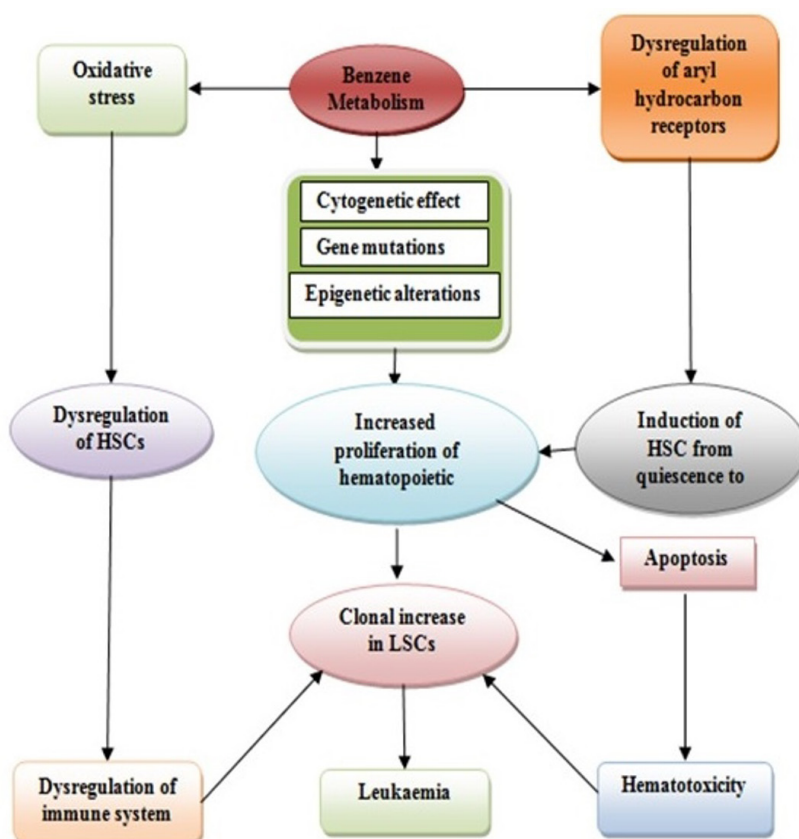 Oxidative
stress
Benzene
Metabolism
Dysregulation
of aryl
hydrocarbon
receptors
Cytogenetic effect
Gene mutations
Epigenetic alterations
Dysregulation
of HSCs
Increased
proliferation of
hematopoietic
Induction of
HSC from
quiescence to
Apoptosis
Clonal increase
in LSCs
Dysregulation of
immune system
Leukaemia
Hematotoxicity